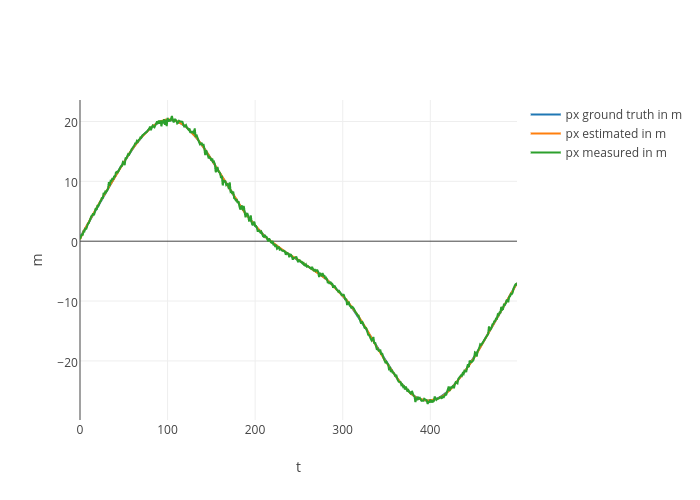 px ground truth in m
px estimated in m
px measured in m
20
10
0
−10
−20
m
0 100 200 300 400
t